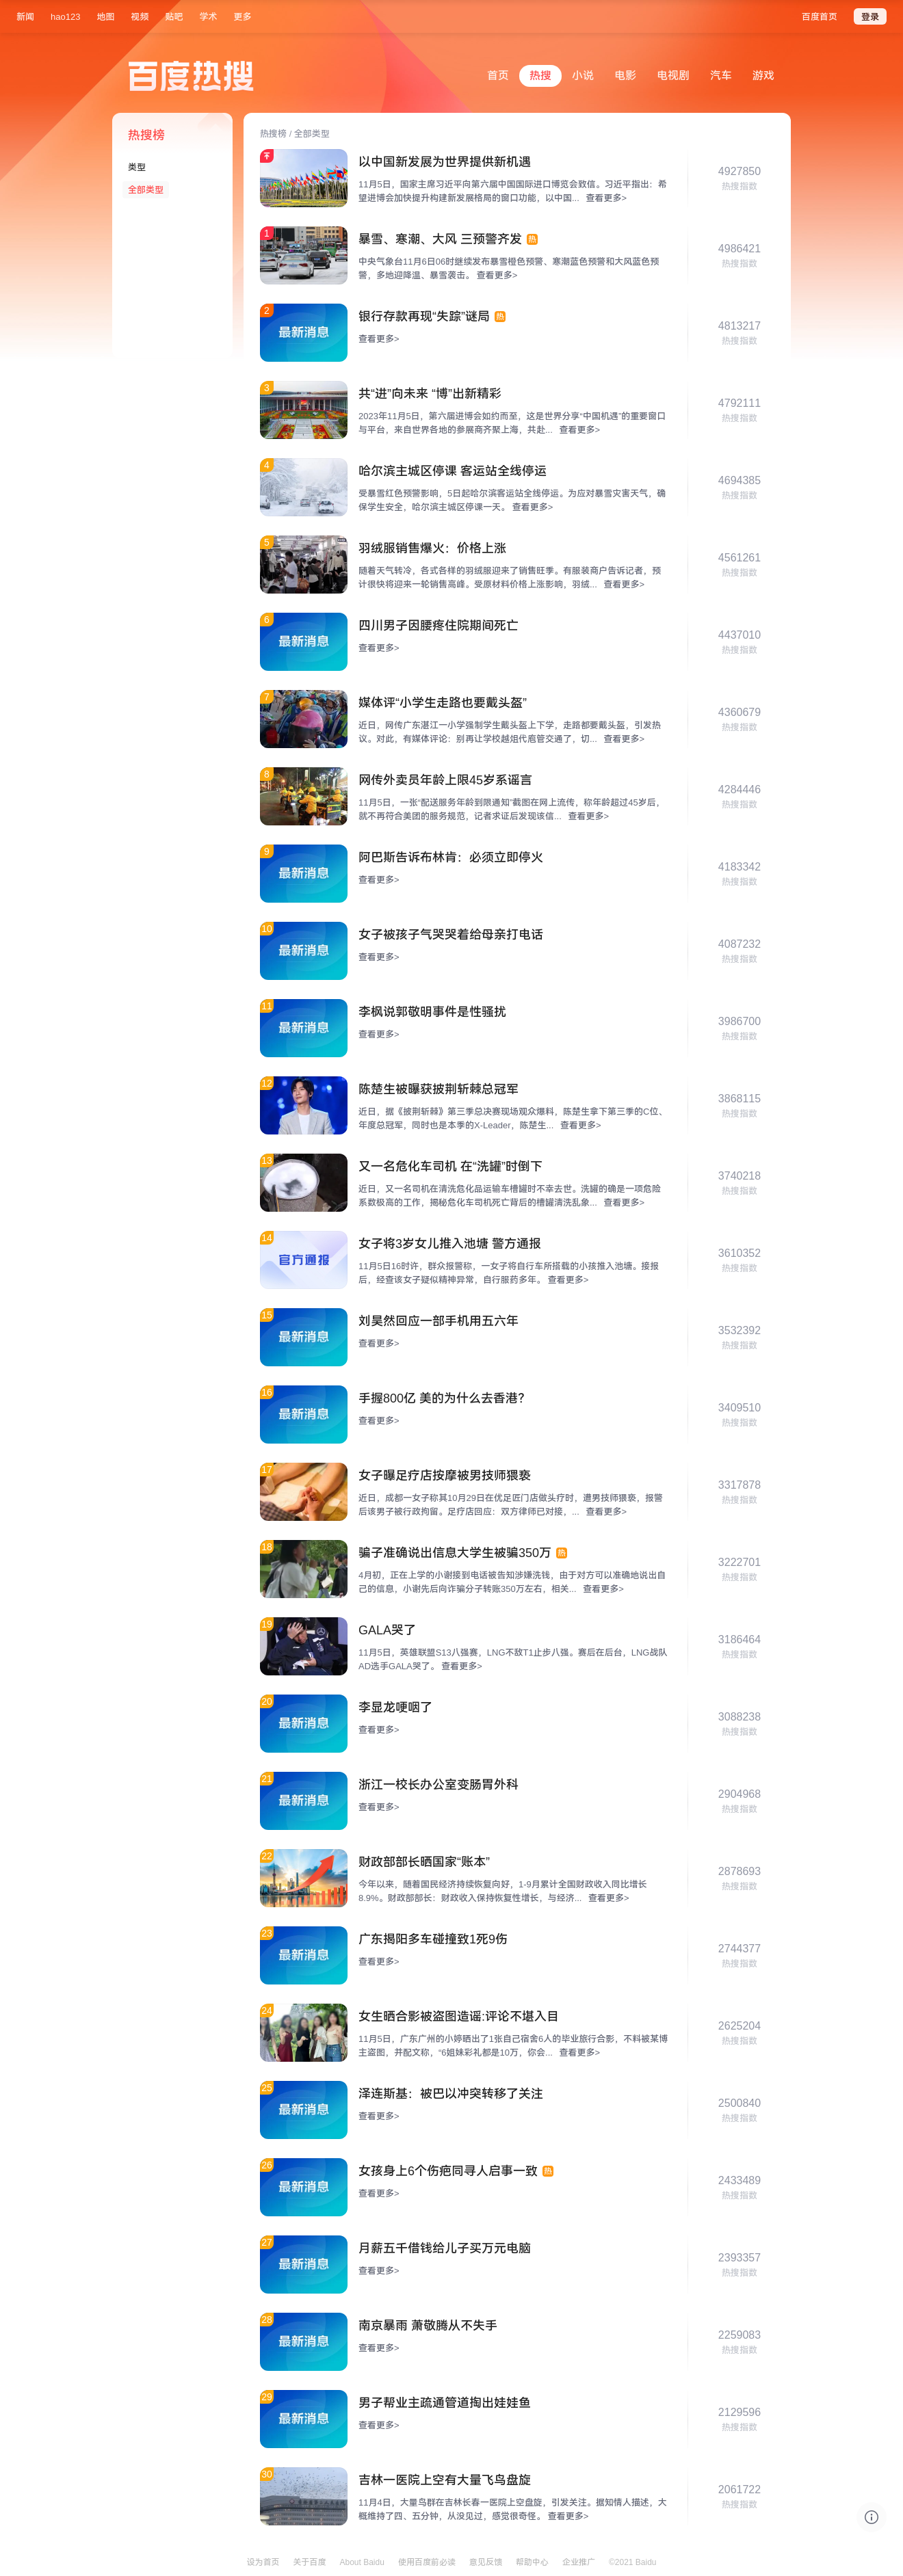 新闻 hao123 地图 视频 贴吧 学术 更多 百度首页 登录
百度热搜
首页 热搜 小说 电影 电视剧 汽车 游戏
热搜榜
类型
全部类型
热搜榜 / 全部类型
以中国新发展为世界提供新机遇
11月5日，国家主席习近平向第六届中国国际进口博览会致信。习近平指出：希
望进博会加快提升构建新发展格局的窗口功能，以中国... 查看更多>
4927850
热搜指数
1
暴雪、寒潮、大风 三预警齐发 热
中央气象台11月6日06时继续发布暴雪橙色预警、寒潮蓝色预警和大风蓝色预
警，多地迎降温、暴雪袭击。 查看更多>
4986421
热搜指数
2
最新消息
银行存款再现“失踪”谜局 热
查看更多>
4813217
热搜指数
3
共“进”向未来 “博”出新精彩
2023年11月5日，第六届进博会如约而至，这是世界分享“中国机遇”的重要窗口
与平台，来自世界各地的参展商齐聚上海，共赴... 查看更多>
4792111
热搜指数
4
哈尔滨主城区停课 客运站全线停运
受暴雪红色预警影响，5日起哈尔滨客运站全线停运。为应对暴雪灾害天气，确
保学生安全，哈尔滨主城区停课一天。 查看更多>
4694385
热搜指数
5
羽绒服销售爆火：价格上涨
随着天气转冷，各式各样的羽绒服迎来了销售旺季。有服装商户告诉记者，预
计很快将迎来一轮销售高峰。受原材料价格上涨影响，羽绒... 查看更多>
4561261
热搜指数
6
最新消息
四川男子因腰疼住院期间死亡
查看更多>
4437010
热搜指数
7
媒体评“小学生走路也要戴头盔”
近日，网传广东湛江一小学强制学生戴头盔上下学，走路都要戴头盔，引发热
议。对此，有媒体评论：别再让学校越俎代庖管交通了，切... 查看更多>
4360679
热搜指数
8
网传外卖员年龄上限45岁系谣言
11月5日，一张“配送服务年龄到限通知”截图在网上流传，称年龄超过45岁后，
就不再符合美团的服务规范，记者求证后发现该信... 查看更多>
4284446
热搜指数
9
最新消息
阿巴斯告诉布林肯：必须立即停火
查看更多>
4183342
热搜指数
10
最新消息
女子被孩子气哭哭着给母亲打电话
查看更多>
4087232
热搜指数
11
最新消息
李枫说郭敬明事件是性骚扰
查看更多>
3986700
热搜指数
12
陈楚生被曝获披荆斩棘总冠军
近日，据《披荆斩棘》第三季总决赛现场观众爆料，陈楚生拿下第三季的C位、
年度总冠军，同时也是本季的X-Leader，陈楚生... 查看更多>
3868115
热搜指数
13
又一名危化车司机 在“洗罐”时倒下
近日，又一名司机在清洗危化品运输车槽罐时不幸去世。洗罐的确是一项危险
系数极高的工作，揭秘危化车司机死亡背后的槽罐清洗乱象... 查看更多>
3740218
热搜指数
14
官方通报
女子将3岁女儿推入池塘 警方通报
11月5日16时许，群众报警称，一女子将自行车所搭载的小孩推入池塘。接报
后，经查该女子疑似精神异常，自行服药多年。 查看更多>
3610352
热搜指数
15
最新消息
刘昊然回应一部手机用五六年
查看更多>
3532392
热搜指数
16
最新消息
手握800亿 美的为什么去香港？
查看更多>
3409510
热搜指数
17
女子曝足疗店按摩被男技师猥亵
近日，成都一女子称其10月29日在优足匠门店做头疗时，遭男技师猥亵，报警
后该男子被行政拘留。足疗店回应：双方律师已对接，... 查看更多>
3317878
热搜指数
18
骗子准确说出信息大学生被骗350万 热
4月初，正在上学的小谢接到电话被告知涉嫌洗钱，由于对方可以准确地说出自
己的信息，小谢先后向诈骗分子转账350万左右，相关... 查看更多>
3222701
热搜指数
19
GALA哭了
11月5日，英雄联盟S13八强赛，LNG不敌T1止步八强。赛后在后台，LNG战队
AD选手GALA哭了。 查看更多>
3186464
热搜指数
20
最新消息
李显龙哽咽了
查看更多>
3088238
热搜指数
21
最新消息
浙江一校长办公室变肠胃外科
查看更多>
2904968
热搜指数
22
财政部部长晒国家“账本”
今年以来，随着国民经济持续恢复向好，1-9月累计全国财政收入同比增长
8.9%。财政部部长：财政收入保持恢复性增长，与经济... 查看更多>
2878693
热搜指数
23
最新消息
广东揭阳多车碰撞致1死9伤
查看更多>
2744377
热搜指数
24
女生晒合影被盗图造谣:评论不堪入目
11月5日，广东广州的小婷晒出了1张自己宿舍6人的毕业旅行合影，不料被某博
主盗图，并配文称，“6姐妹彩礼都是10万，你会... 查看更多>
2625204
热搜指数
25
最新消息
泽连斯基：被巴以冲突转移了关注
查看更多>
2500840
热搜指数
26
最新消息
女孩身上6个伤疤同寻人启事一致 热
查看更多>
2433489
热搜指数
27
最新消息
月薪五千借钱给儿子买万元电脑
查看更多>
2393357
热搜指数
28
最新消息
南京暴雨 萧敬腾从不失手
查看更多>
2259083
热搜指数
29
最新消息
男子帮业主疏通管道掏出娃娃鱼
查看更多>
2129596
热搜指数
30
吉林一医院上空有大量飞鸟盘旋
11月4日，大量鸟群在吉林长春一医院上空盘旋，引发关注。据知情人描述，大
概维持了四、五分钟，从没见过，感觉很奇怪。 查看更多>
2061722
热搜指数
设为首页 关于百度 About Baidu 使用百度前必读 意见反馈 帮助中心 企业推广 ©2021 Baidu